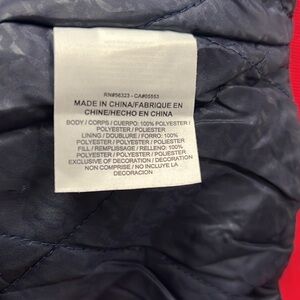 RN#56323 - CA#05553
MADE IN CHINA/FABRIQUE EN
CHINE/HECHO EN CHINA
BODY / CORPS / CUERPO: 100% POLYESTER /
POLYESTER / POLIESTER
LINING / DOUBLURE / FORRO: 100%
POLYESTER / POLYESTER / POLIESTER
FILL / REMPLISSAGE / RELLENO: 100%
POLYESTER / POLYESTER / POLIESTER
EXCLUSIVE OF DECORATION / DECORATION
NON COMPRISE / NO INCLUYE LA
DECORACION